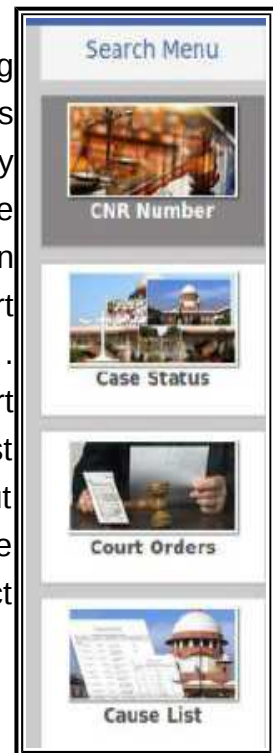 Search Menu
CNR Number
Case Status
Court Orders
Cause List